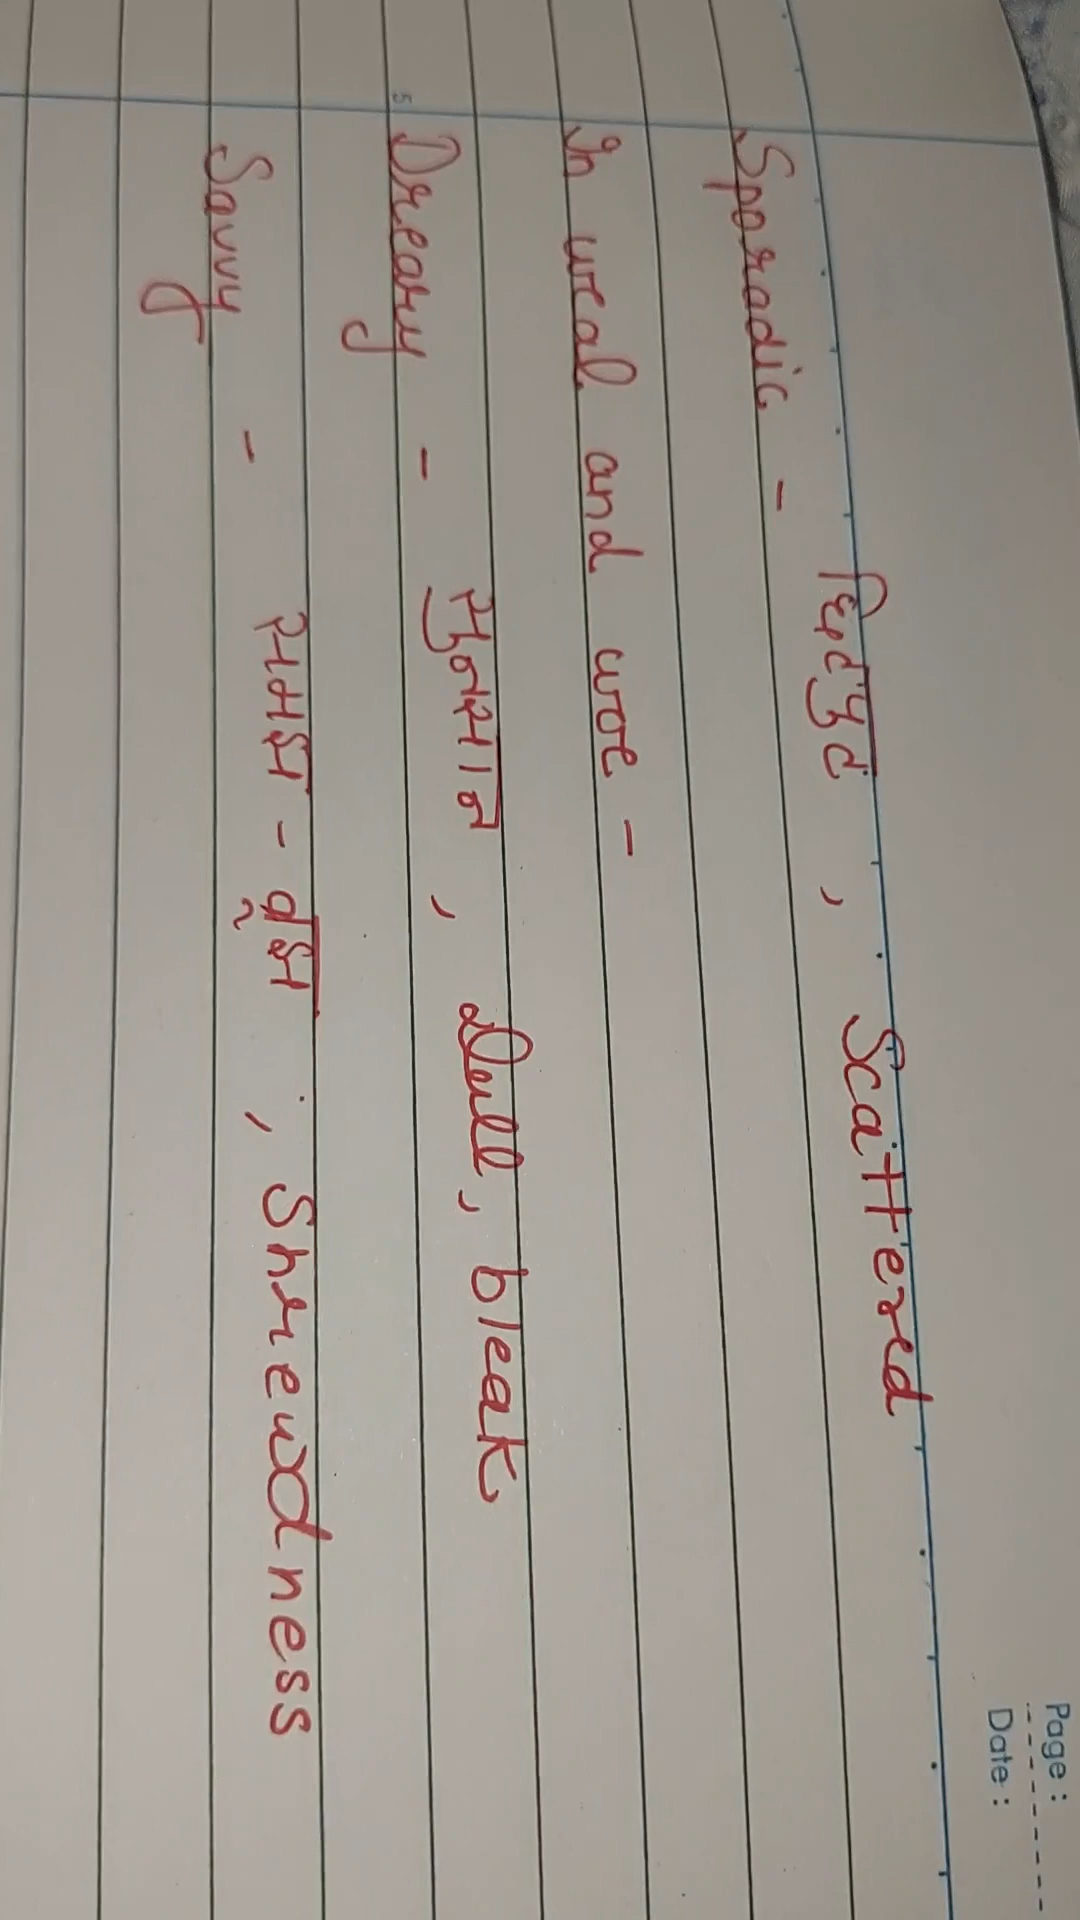 Page :
Date :
Sporadic - छिटपुट , Scattered
In weal and woe -
Dreary - सुनसान , Dull, bleak
Savvy - समझ - बूझ , Shrewdness